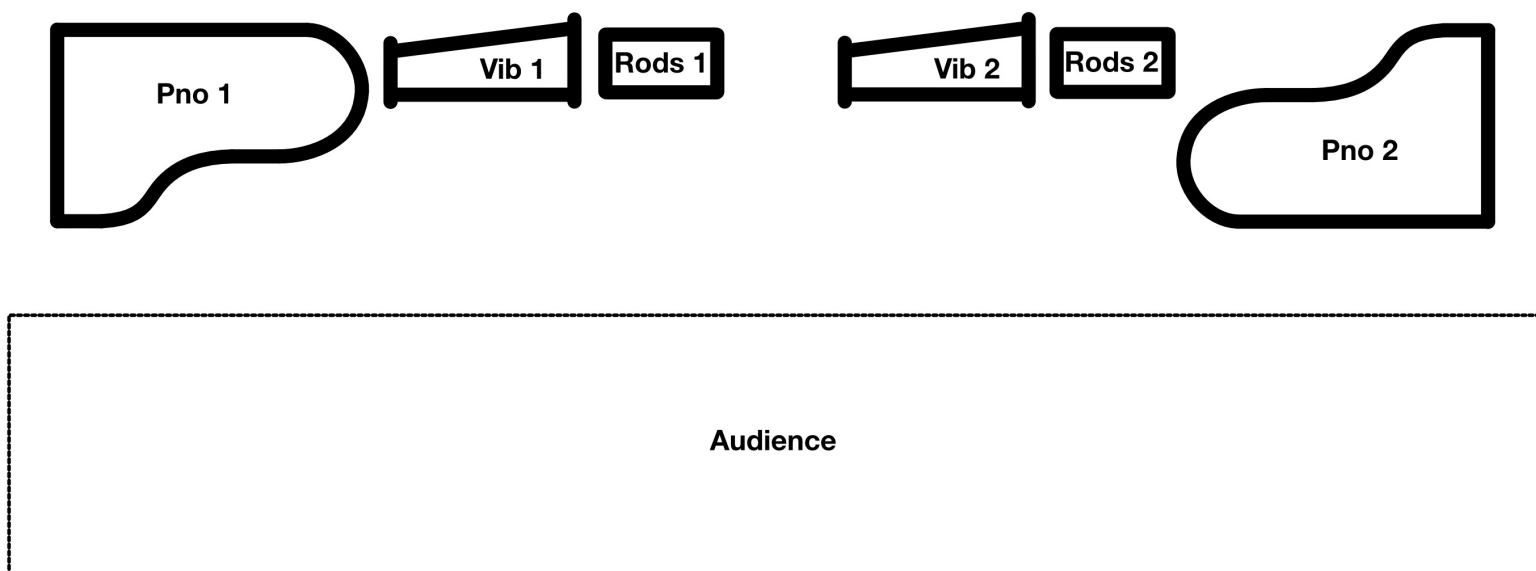 Pno 1
Vib 1
Rods 1
Vib 2
Rods 2
Pno 2
Audience